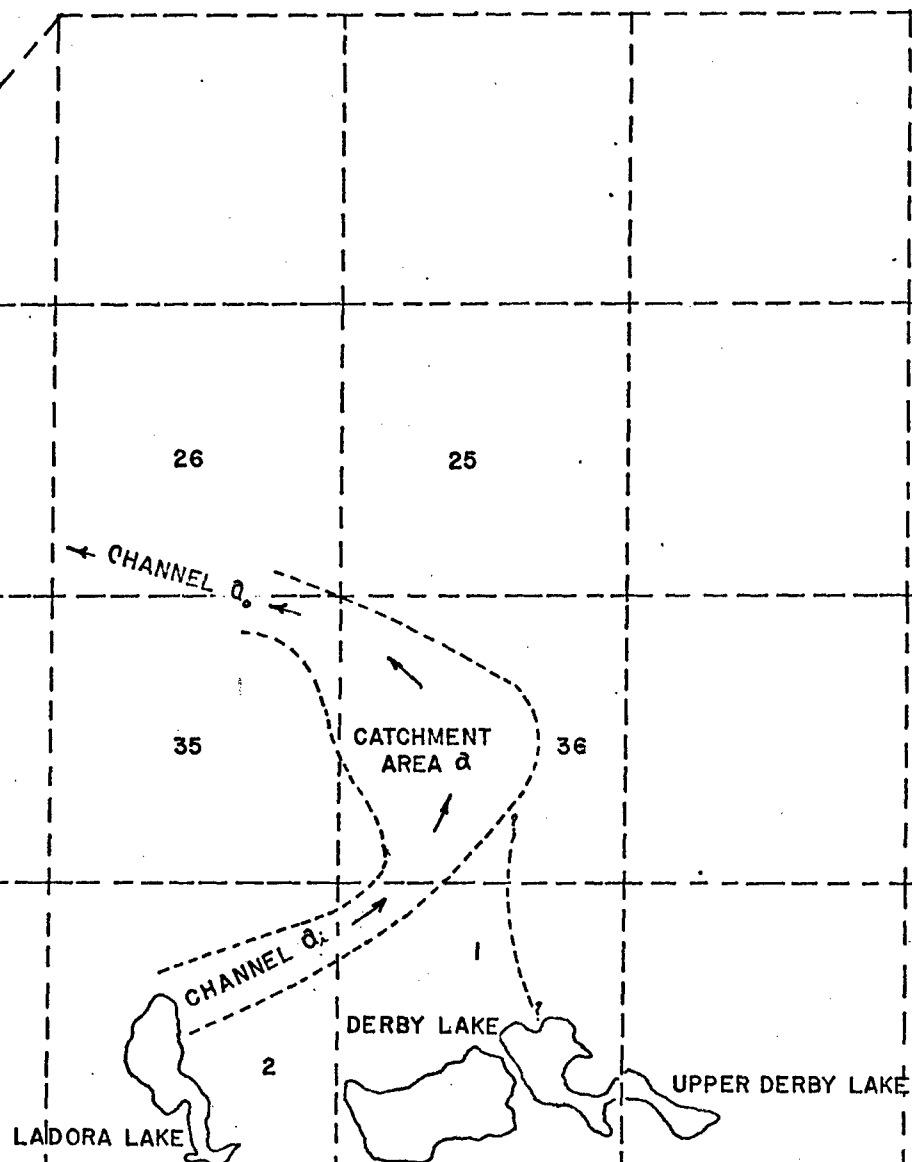 26
25
CHANNEL a₀
35
CATCHMENT
AREA a
36
CHANNEL aᵢ
1
DERBY LAKE
2
UPPER DERBY LAKE
LADORA LAKE
?
?